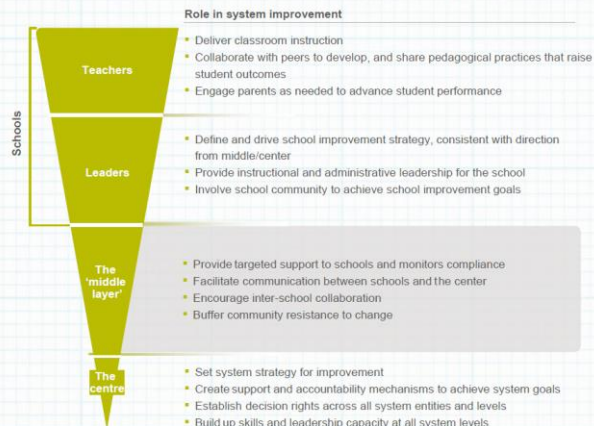 Role in system improvement
Schools
Teachers
• Deliver classroom instruction
• Collaborate with peers to develop, and share pedagogical practices that raise
student outcomes
• Engage parents as needed to advance student performance
Leaders
• Define and drive school improvement strategy, consistent with direction
from middle/center
• Provide instructional and administrative leadership for the school
• Involve school community to achieve school improvement goals
The
'middle
layer'
• Provide targeted support to schools and monitors compliance
• Facilitate communication between schools and the center
• Encourage inter-school collaboration
• Buffer community resistance to change
The
centre
• Set system strategy for improvement
• Create support and accountability mechanisms to achieve system goals
• Establish decision rights across all system entities and levels
• Build up skills and leadership capacity at all system levels